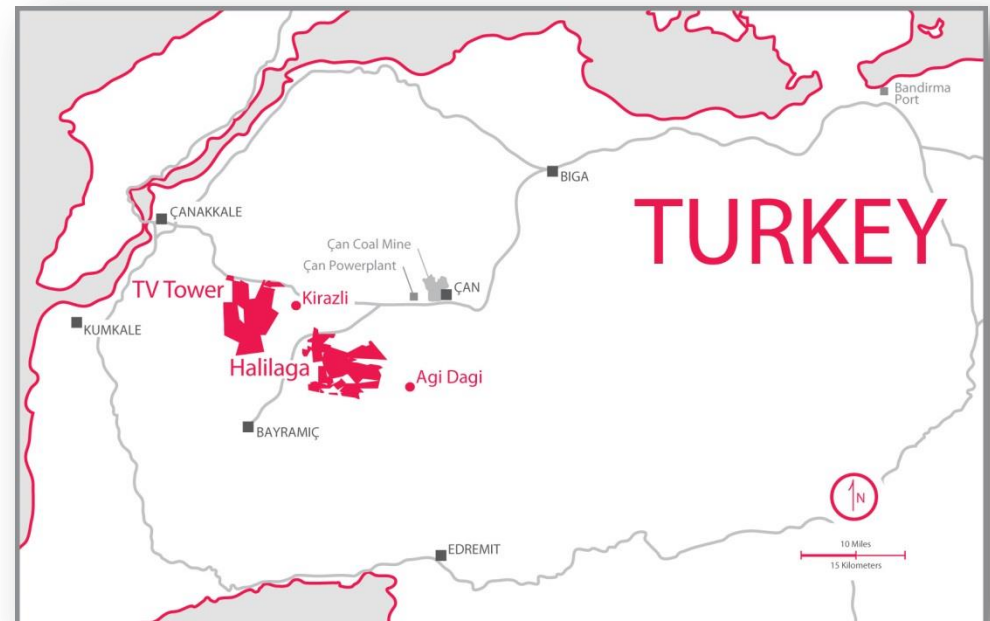 Bandirma
Port
BIGA
TURKEY
ÇANAKKALE
Çan Coal Mine
Çan Powerplant
ÇAN
TV Tower
Kirazli
KUMKALE
Halilaga
Agi Dagi
BAYRAMIÇ
N
10 Miles
15 Kilometers
EDREMIT